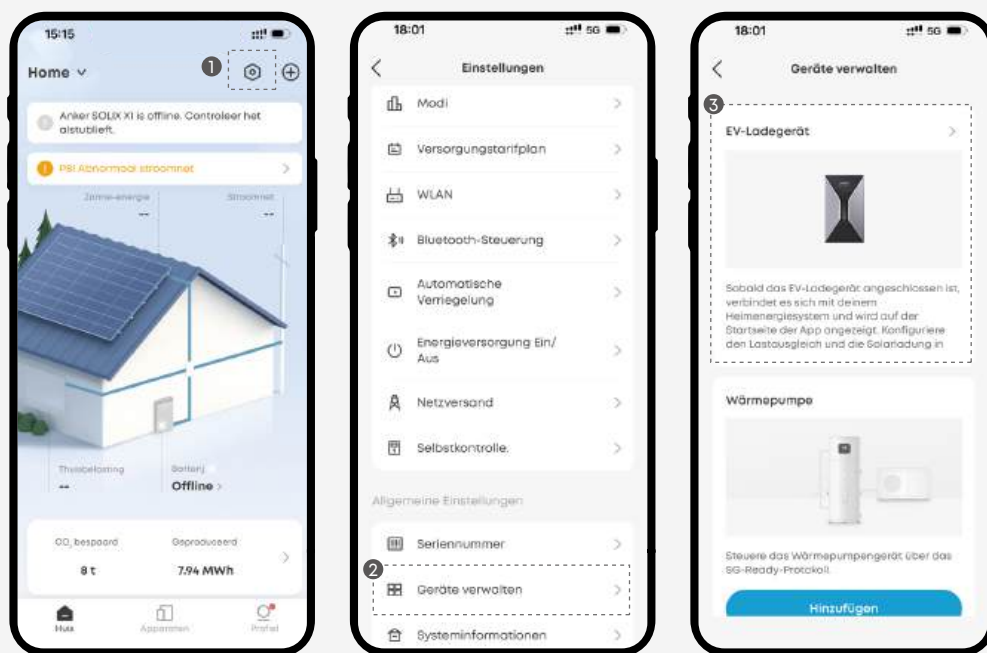 15:15
Home
1
Anker SOLIX X1 is offline. Controleer het
alstublieft.
PBI Abnormaal stroomnet
Zonne-energie
Stroomnet
--
--
Thuisbelasting
Batterij
--
Offline
CO₂ bespaard
Geproduceerd
8 t
7.94 MWh
Huis
Apparaten
Profiel
18:01
5G
Einstellungen
Modi
Versorgungstarifplan
WLAN
Bluetooth-Steuerung
Automatische
Verriegelung
Energieversorgung Ein/
Aus
Netzversand
Selbstkontrolle.
Allgemeine Einstellungen
Seriennummer
2
Geräte verwalten
Systeminformationen
18:01
5G
Geräte verwalten
3
EV-Ladegerät
Sobald das EV-Ladegerät angeschlossen ist,
verbindet es sich mit deinem
Heimenergiesystem und wird auf der
Startseite der App angezeigt. Konfiguriere
den Lastausgleich und die Solarladung in
Wärmepumpe
Steuere das Wärmepumpengerät über das
SG-Ready-Protokoll.
Hinzufügen